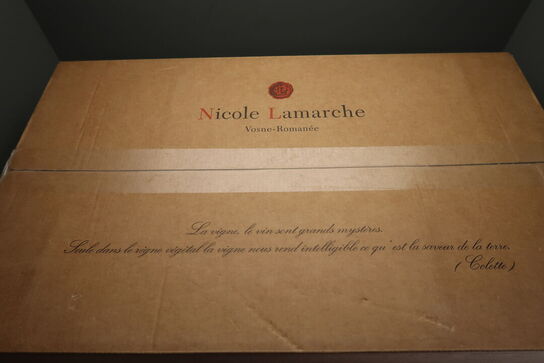 Nicole Lamarche
Vosne-Romanée
La vigne, le vin sont grands mystères.
Seule dans le règne végétal la vigne nous rend intelligible ce qu'est la saveur de la terre.
(Colette)